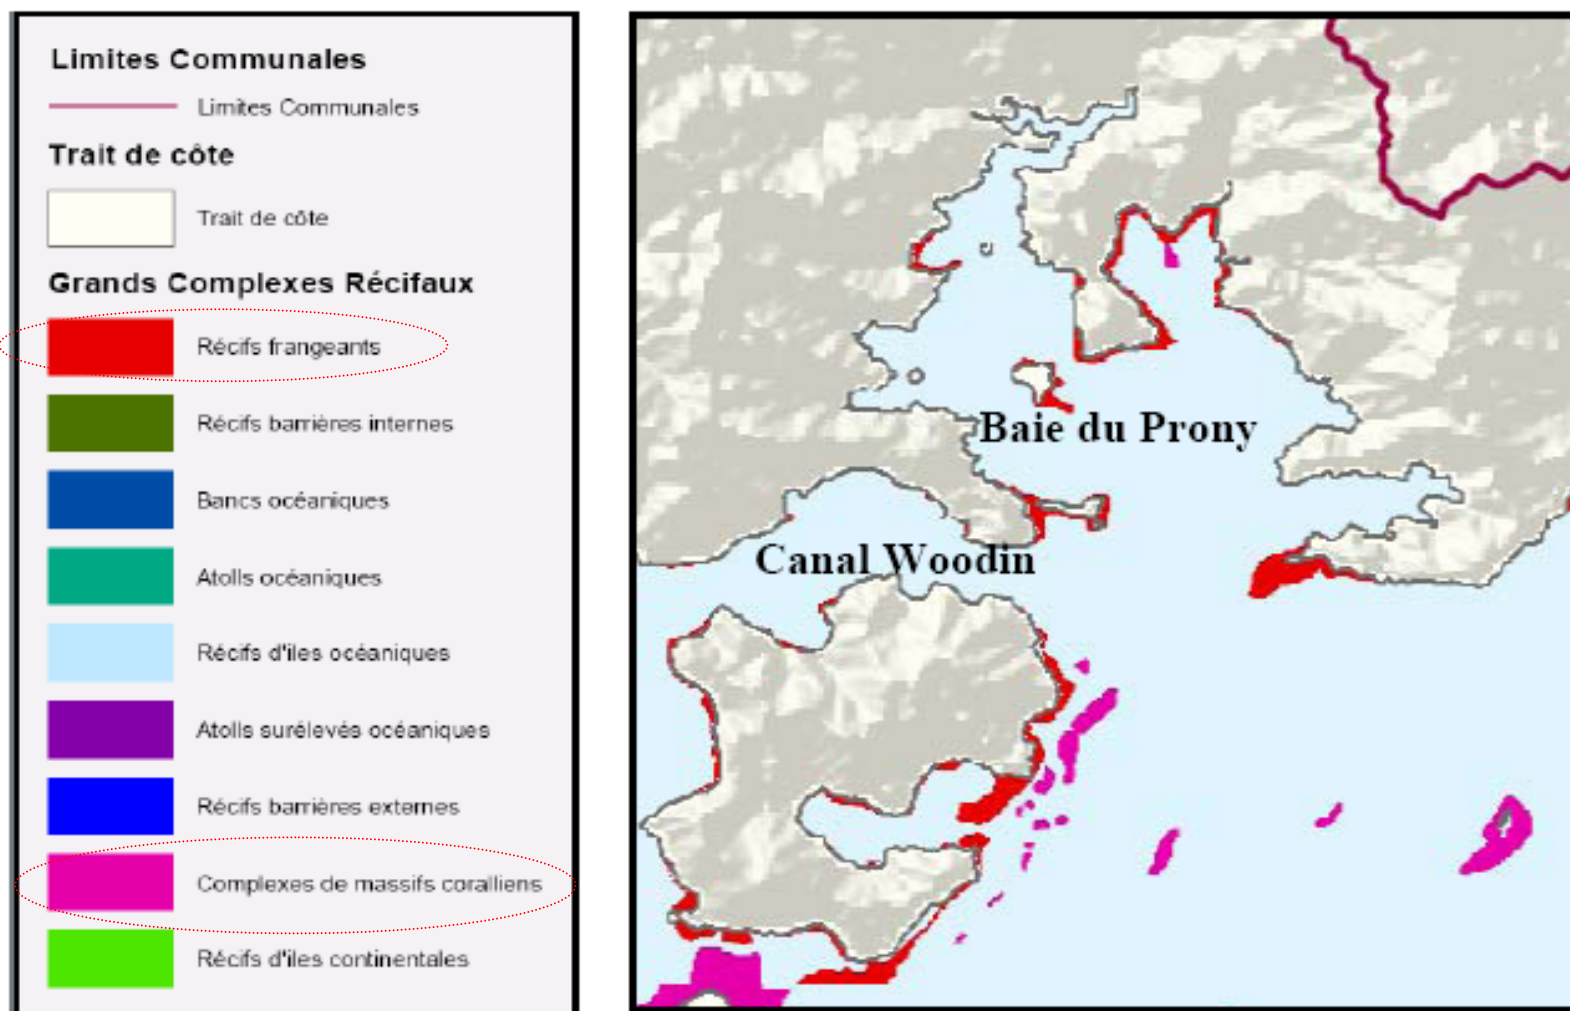 Limites Communales
Limites Communales
Trait de côte
Trait de côte
Grands Complexes Récifaux
Récifs frangeants
Récifs barrières internes
Bancs océaniques
Atolls océaniques
Récifs d'iles océaniques
Atolls surélevés océaniques
Récifs barrières externes
Complexes de massifs coralliens
Récifs d'iles continentales
Baie du Prony
Canal Woodin